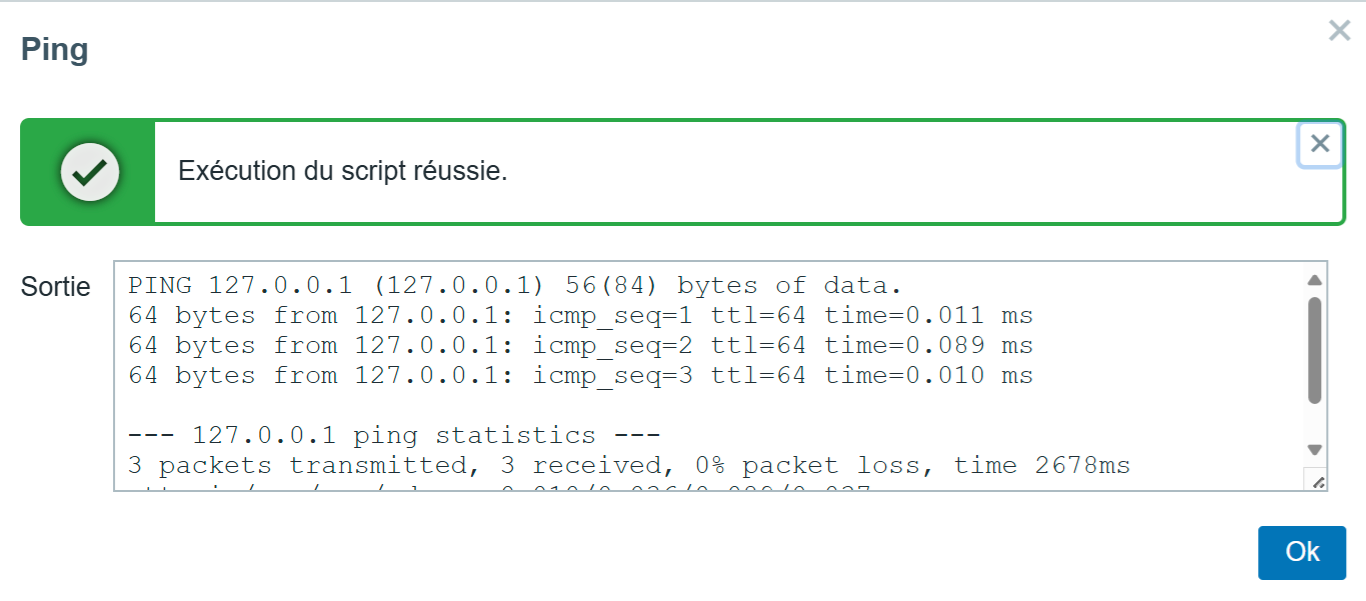 Ping
Exécution du script réussie.
Sortie
PING 127.0.0.1 (127.0.0.1) 56(84) bytes of data.
64 bytes from 127.0.0.1: icmp_seq=1 ttl=64 time=0.011 ms
64 bytes from 127.0.0.1: icmp_seq=2 ttl=64 time=0.089 ms
64 bytes from 127.0.0.1: icmp_seq=3 ttl=64 time=0.010 ms
--- 127.0.0.1 ping statistics ---
3 packets transmitted, 3 received, 0% packet loss, time 2678ms
Ok